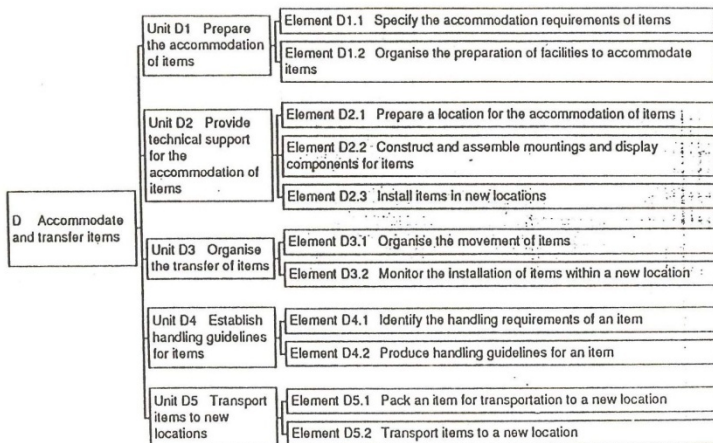 D Accommodate
and transfer items
Unit D1 Prepare
the accommodation
of items
Element D1.1 Specify the accommodation requirements of items
Element D1.2 Organise the preparation of facilities to accommodate
items
Unit D2 Provide
technical support
for the
accommodation of
items
Element D2.1 Prepare a location for the accommodation of items
Element D2.2 Construct and assemble mountings and display
components for items
Element D2.3 Install items in new locations
Unit D3 Organise
the transfer of items
Element D3.1 Organise the movement of items
Element D3.2 Monitor the installation of items within a new location
Unit D4 Establish
handling guidelines
for items
Element D4.1 Identify the handling requirements of an item
Element D4.2 Produce handling guidelines for an item
Unit D5 Transport
items to new
locations
Element D5.1 Pack an item for transportation to a new location
Element D5.2 Transport items to a new location